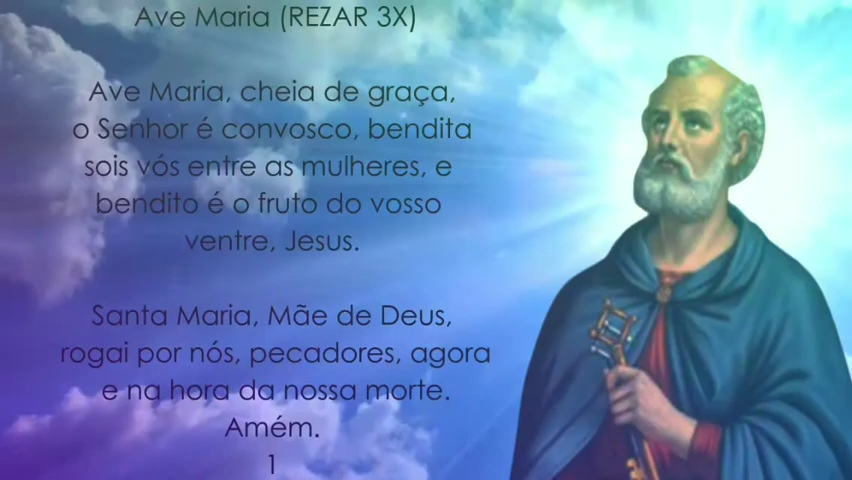 Ave Maria (REZAR 3X)
Ave Maria, cheia de graça,
o Senhor é convosco, bendita
sois vós entre as mulheres, e
bendito é o fruto do vosso
ventre, Jesus.
Santa Maria, Mãe de Deus,
rogai por nós, pecadores, agora
e na hora da nossa morte.
Amém.
1